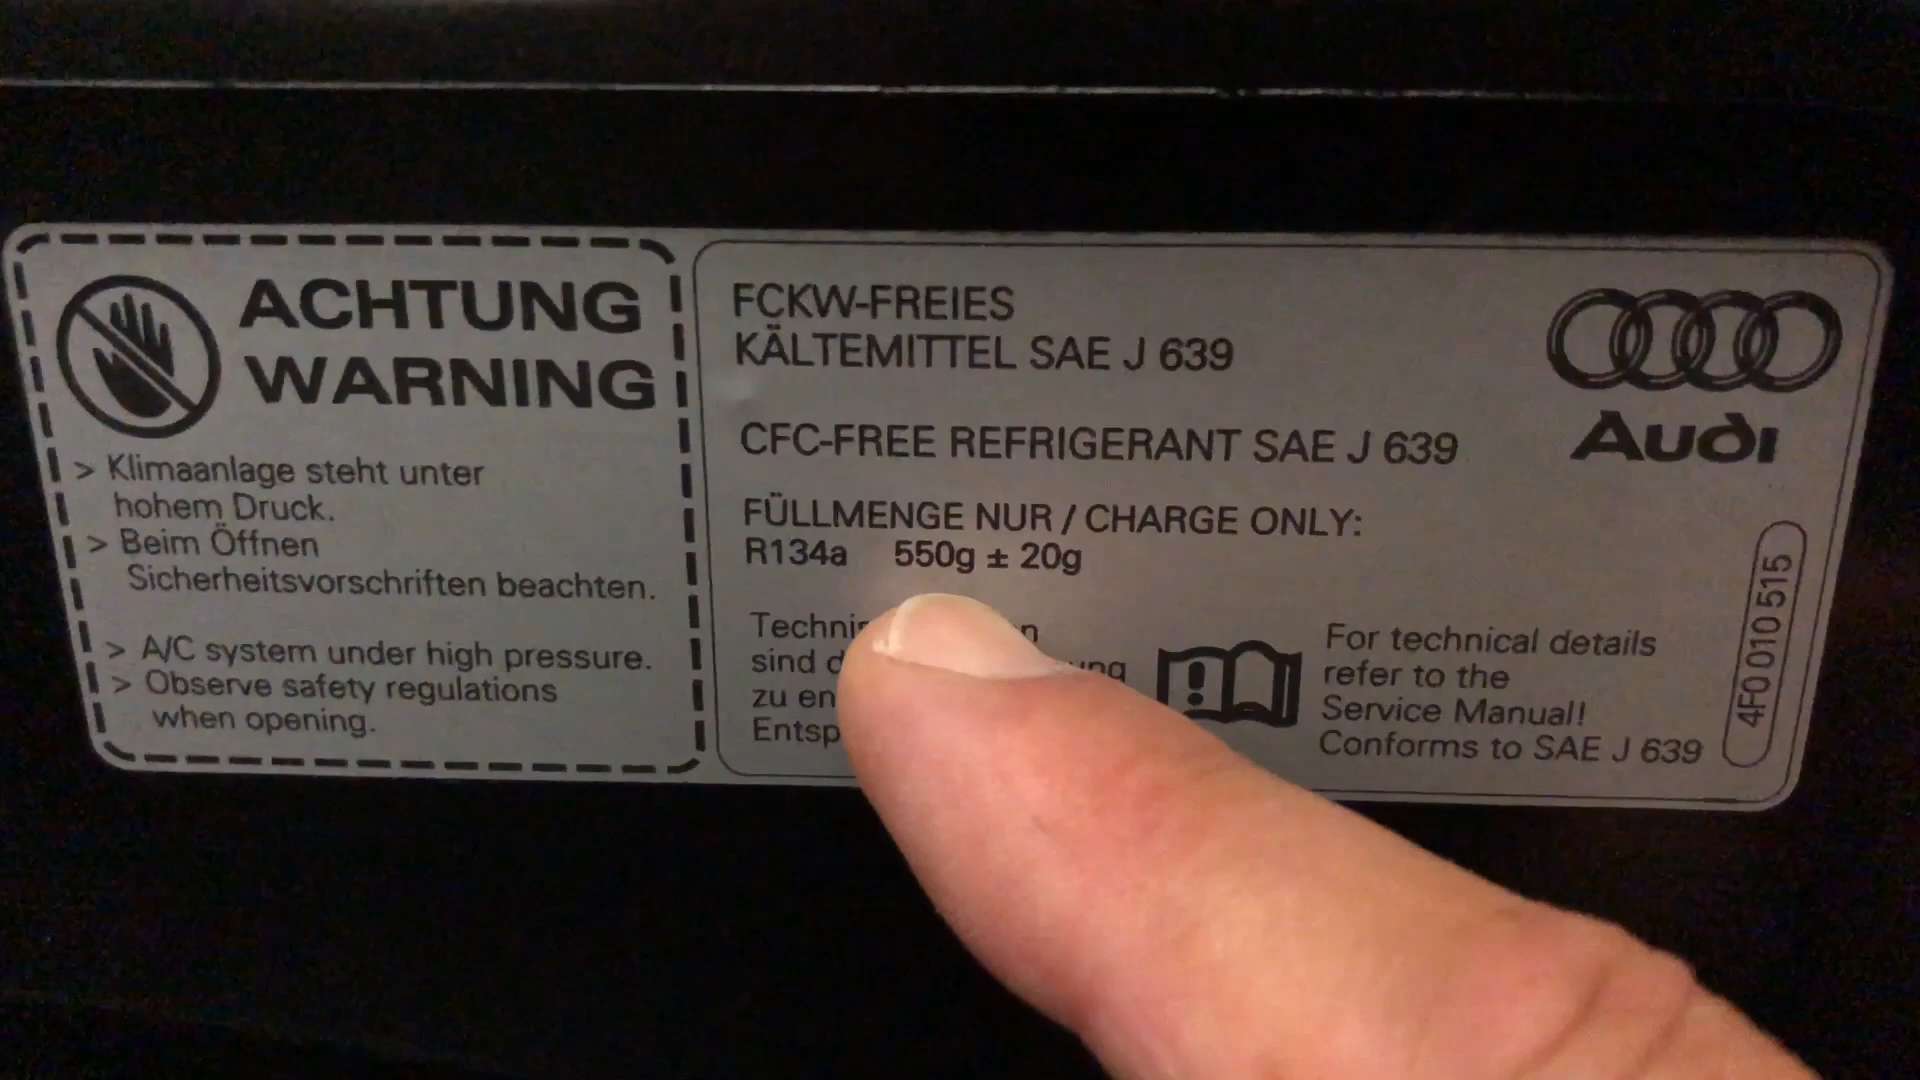 ACHTUNG
WARNING
> Klimaanlage steht unter
hohem Druck.
> Beim Öffnen
Sicherheitsvorschriften beachten.
> A/C system under high pressure.
> Observe safety regulations
when opening.
FCKW-FREIES
KÄLTEMITTEL SAE J 639
CFC-FREE REFRIGERANT SAE J 639
FÜLLMENGE NUR / CHARGE ONLY:
R134a 550g ± 20g
sind
zu
Audi
For technical details
refer to the
Service Manual!
Conforms to SAE J 639
4F0 010 515